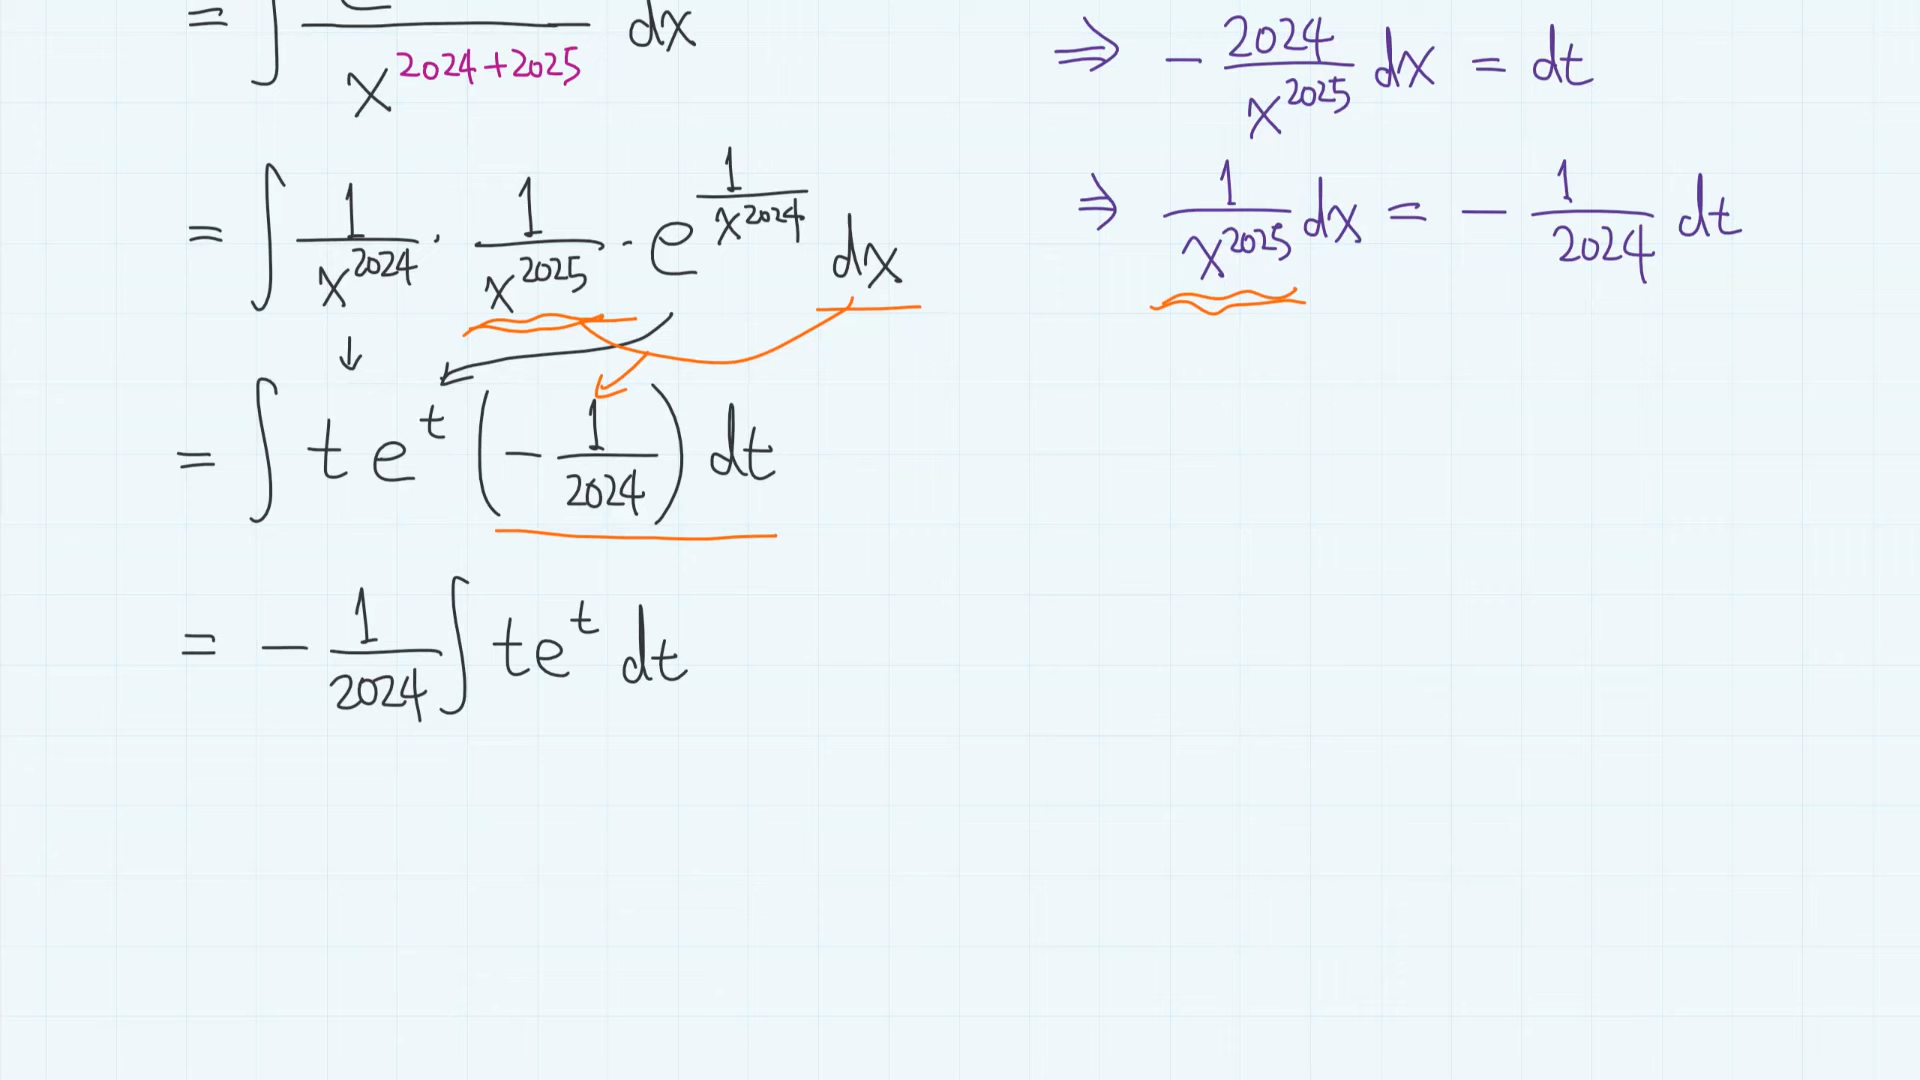 = ∫ / x^{2024+2025} dx
= ∫ 1/x^{2024} · 1/x^{2025} · e^{1/x^{2024}} dx
↓
= ∫ t e^t (-1/2024) dt
= -1/2024 ∫ te^t dt
⇒ -2024/x^{2025} dx = dt
⇒ 1/x^{2025} dx = -1/2024 dt